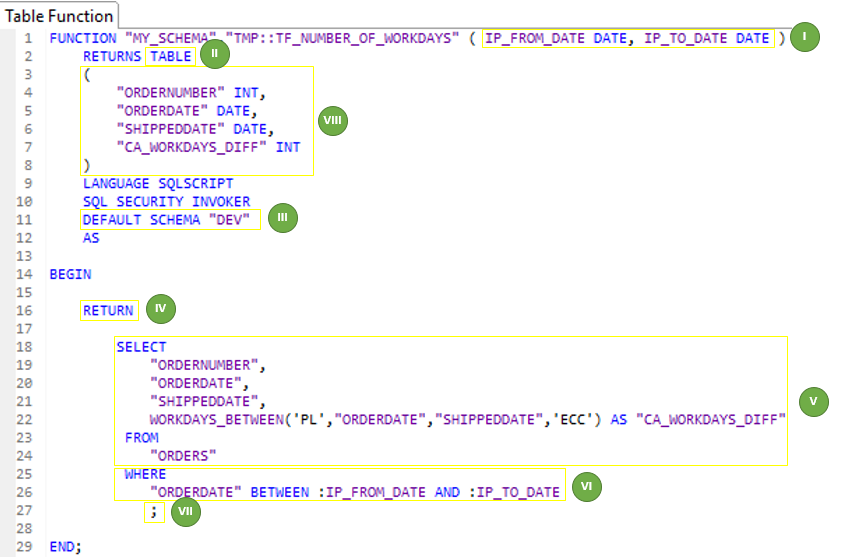 Table Function
1 FUNCTION "MY_SCHEMA"."TMP::TF_NUMBER_OF_WORKDAYS" ( IP_FROM_DATE DATE, IP_TO_DATE DATE ) I
2 RETURNS TABLE II
3 (
4 "ORDERNUMBER" INT,
5 "ORDERDATE" DATE,
6 "SHIPPEDDATE" DATE, VIII
7 "CA_WORKDAYS_DIFF" INT
8 )
9 LANGUAGE SQLSCRIPT
10 SQL SECURITY INVOKER
11 DEFAULT SCHEMA "DEV" III
12 AS
13
14 BEGIN
15
16 RETURN IV
17
18 SELECT
19 "ORDERNUMBER",
20 "ORDERDATE",
21 "SHIPPEDDATE", V
22 WORKDAYS_BETWEEN('PL',"ORDERDATE","SHIPPEDDATE",'ECC') AS "CA_WORKDAYS_DIFF"
23 FROM
24 "ORDERS"
25 WHERE
26 "ORDERDATE" BETWEEN :IP_FROM_DATE AND :IP_TO_DATE VI
27 ; VII
28
29 END;